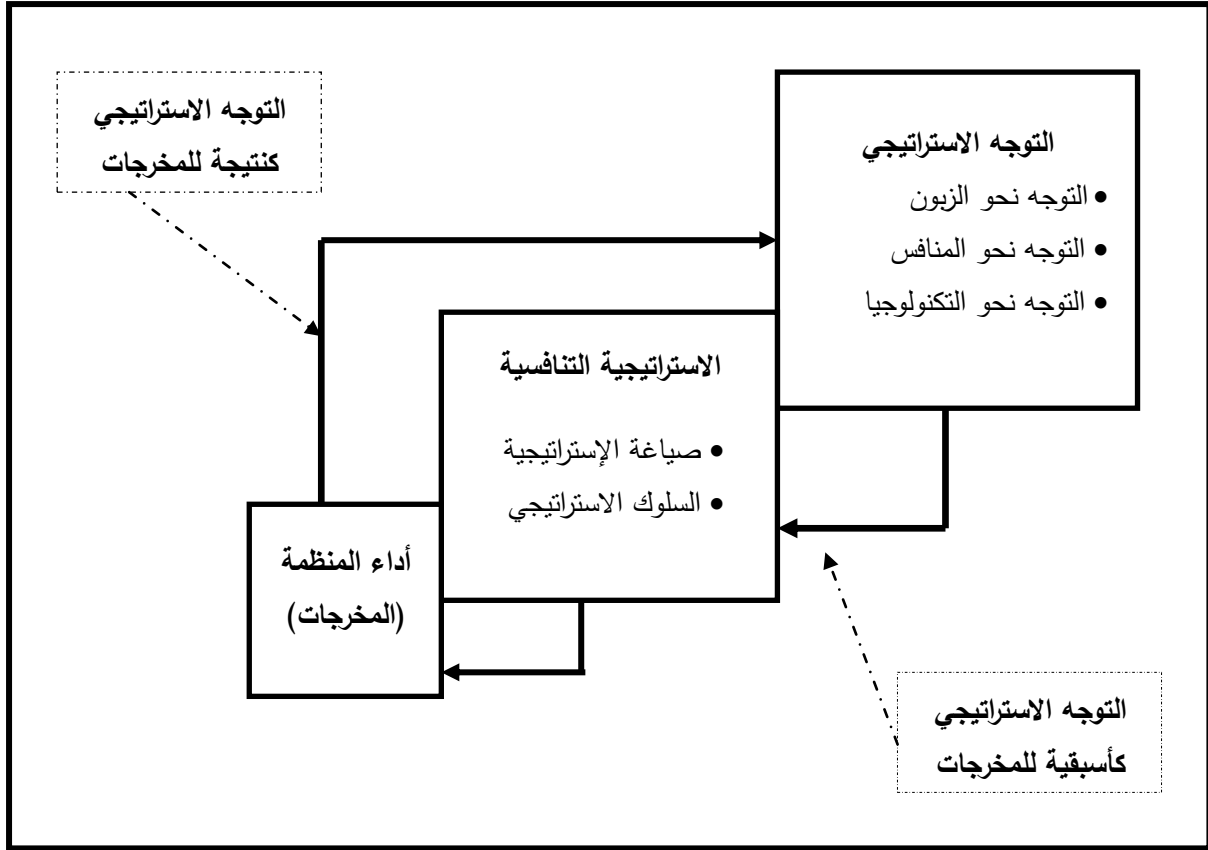 التوجه الاستراتيجي
• التوجه نحو الزبون
• التوجه نحو المنافس
• التوجه نحو التكنولوجيا
التوجه الاستراتيجي
كنتيجة للمخرجات
الاستراتيجية التنافسية
• صياغة الإستراتيجية
• السلوك الاستراتيجي
أداء المنظمة
(المخرجات)
التوجه الاستراتيجي
كأسبقية للمخرجات